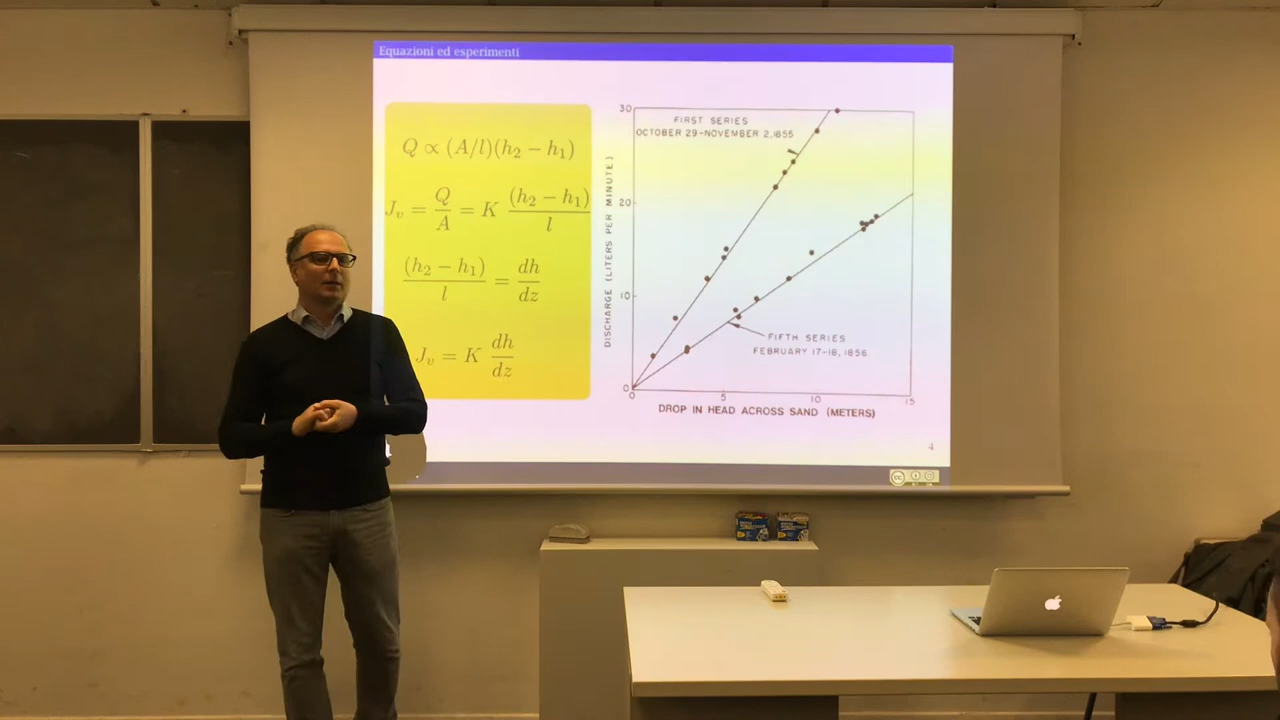 Equazioni ed esperimenti
Q ∝ (A/l)(h₂ − h₁)
J_v = Q/A = K (h₂ − h₁)/l
(h₂ − h₁)/l = dh/dz
J_v = K dh/dz
30
20
10
0
0
5
10
15
DISCHARGE (LITERS PER MINUTE)
FIRST SERIES
OCTOBER 29-NOVEMBER 2, 1855
FIFTH SERIES
FEBRUARY 17-18, 1856
DROP IN HEAD ACROSS SAND (METERS)
4
cc